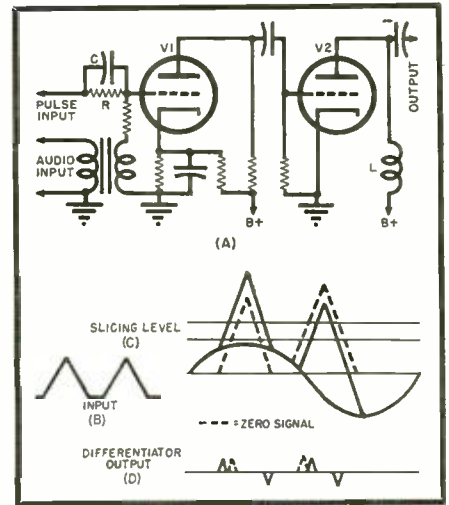 C
V1
V2
R
PULSE INPUT
AUDIO INPUT
OUTPUT
L
B+
B+
(A)
SLICING LEVEL
(C)
INPUT
(B)
--- = ZERO SIGNAL
DIFFERENTIATOR
OUTPUT
(D)